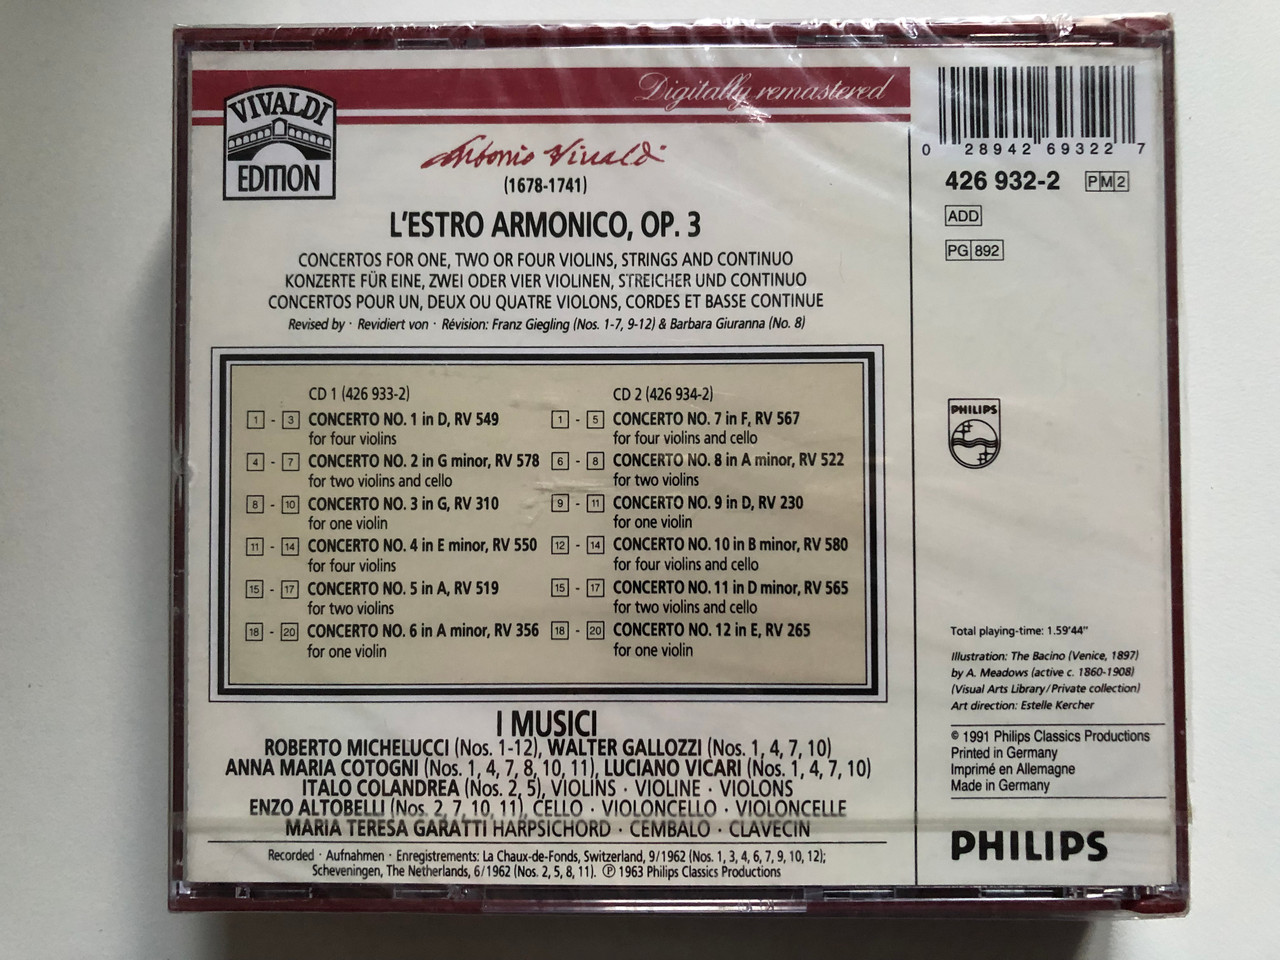 Digitally remastered
VIVALDI
EDITION
Antonio Vivaldi
(1678-1741)
L'ESTRO ARMONICO, OP. 3
CONCERTOS FOR ONE, TWO OR FOUR VIOLINS, STRINGS AND CONTINUO
KONZERTE FÜR EINE, ZWEI ODER VIER VIOLINEN, STREICHER UND CONTINUO
CONCERTOS POUR UN, DEUX OU QUATRE VIOLONS, CORDES ET BASSE CONTINUE
Revised by · Revidiert von · Révision: Franz Giegling (Nos. 1-7, 9-12) & Barbara Giuranna (No. 8)
CD 1 (426 933-2)
1 - 3 CONCERTO NO. 1 in D, RV 549
for four violins
4 - 7 CONCERTO NO. 2 in G minor, RV 578
for two violins and cello
8 - 10 CONCERTO NO. 3 in G, RV 310
for one violin
11 - 14 CONCERTO NO. 4 in E minor, RV 550
for four violins
15 - 17 CONCERTO NO. 5 in A, RV 519
for two violins
18 - 20 CONCERTO NO. 6 in A minor, RV 356
for one violin
CD 2 (426 934-2)
1 - 5 CONCERTO NO. 7 in F, RV 567
for four violins and cello
6 - 8 CONCERTO NO. 8 in A minor, RV 522
for two violins
9 - 11 CONCERTO NO. 9 in D, RV 230
for one violin
12 - 14 CONCERTO NO. 10 in B minor, RV 580
for four violins and cello
15 - 17 CONCERTO NO. 11 in D minor, RV 565
for two violins and cello
18 - 20 CONCERTO NO. 12 in E, RV 265
for one violin
I MUSICI
ROBERTO MICHELUCCI (Nos. 1-12), WALTER GALLOZZI (Nos. 1, 4, 7, 10)
ANNA MARIA COTOGNI (Nos. 1, 4, 7, 8, 10, 11), LUCIANO VICARI (Nos. 1, 4, 7, 10)
ITALO COLANDREA (Nos. 2, 5), VIOLINS · VIOLINE · VIOLONS
ENZO ALTOBELLI (Nos. 2, 7, 10, 11), CELLO · VIOLONCELLO · VIOLONCELLE
MARIA TERESA GARATTI HARPSICHORD · CEMBALO · CLAVECIN
Recorded · Aufnahmen · Enregistrements: La Chaux-de-Fonds, Switzerland, 9/1962 (Nos. 1, 3, 4, 6, 7, 9, 10, 12);
Scheveningen, The Netherlands, 6/1962 (Nos. 2, 5, 8, 11). ℗ 1963 Philips Classics Productions
0 28942 69322 7
426 932-2 PM2
ADD
PG 892
PHILIPS
Total playing-time: 1.59'44"
Illustration: The Bacino (Venice, 1897)
by A. Meadows (active c. 1860-1908)
(Visual Arts Library/Private collection)
Art direction: Estelle Kercher
© 1991 Philips Classics Productions
Printed in Germany
Imprimé en Allemagne
Made in Germany
PHILIPS